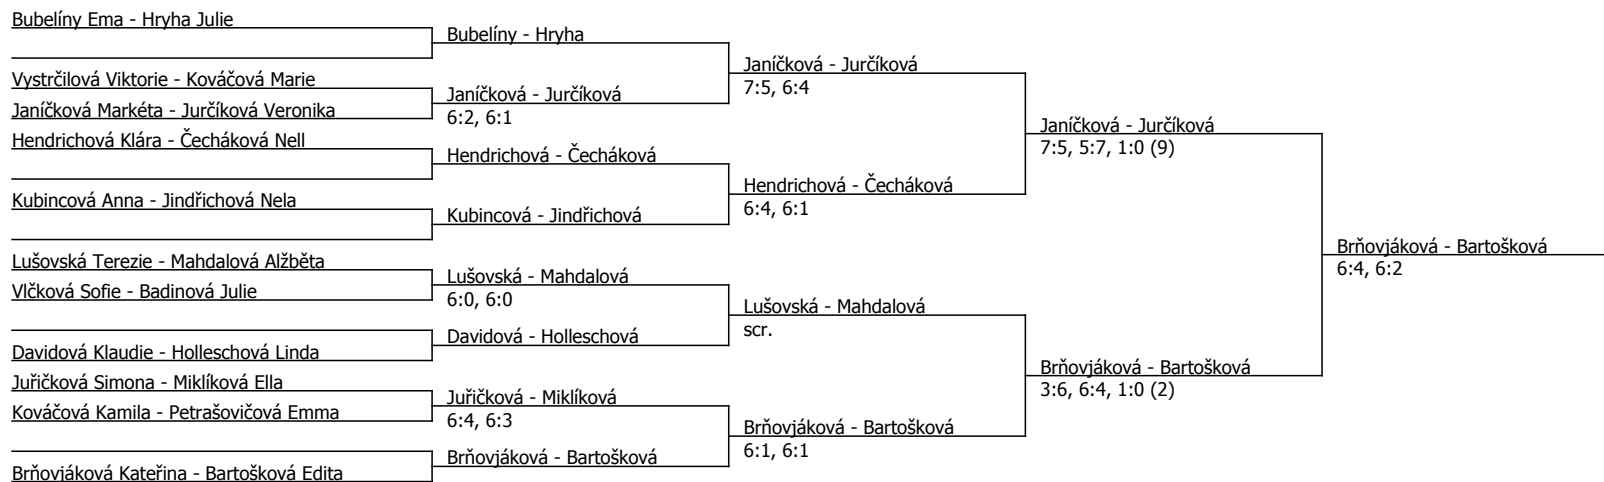 Bubelíny Ema - Hryha Julie
Vystrčilová Viktorie - Kováčová Marie
Janíčková Markéta - Jurčíková Veronika
Hendrichová Klára - Čecháková Nell
Kubincová Anna - Jindřichová Nela
Lušovská Terezie - Mahdalová Alžběta
Vlčková Sofie - Badinová Julie
Davidová Klaudie - Holleschová Linda
Juřičková Simona - Miklíková Ella
Kováčová Kamila - Petrašovičová Emma
Brňovjáková Kateřina - Bartošková Edita
Bubelíny - Hryha
Janíčková - Jurčíková
6:2, 6:1
Hendrichová - Čecháková
Kubincová - Jindřichová
Lušovská - Mahdalová
6:0, 6:0
Davidová - Holleschová
Juřičková - Miklíková
6:4, 6:3
Brňovjáková - Bartošková
Janíčková - Jurčíková
7:5, 6:4
Hendrichová - Čecháková
6:4, 6:1
Lušovská - Mahdalová
scr.
Brňovjáková - Bartošková
6:1, 6:1
Janíčková - Jurčíková
7:5, 5:7, 1:0 (9)
Brňovjáková - Bartošková
3:6, 6:4, 1:0 (2)
Brňovjáková - Bartošková
6:4, 6:2